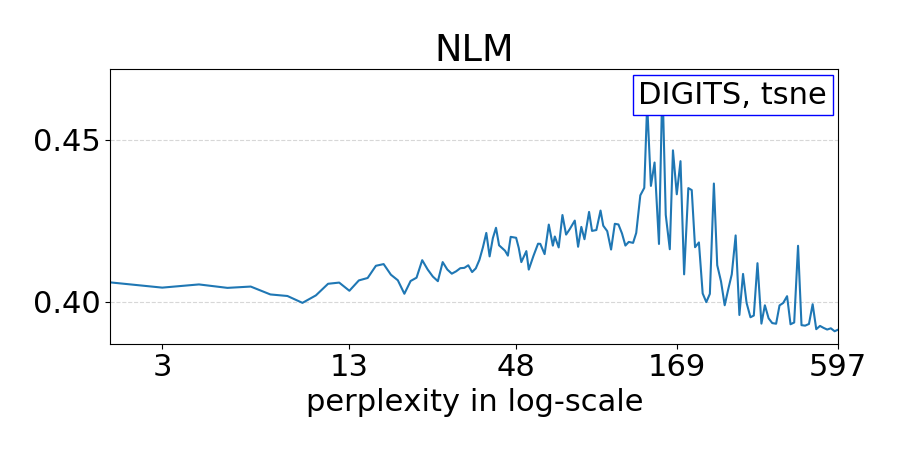 NLM
DIGITS, tsne
0.45
0.40
3 13 48 169 597
perplexity in log-scale